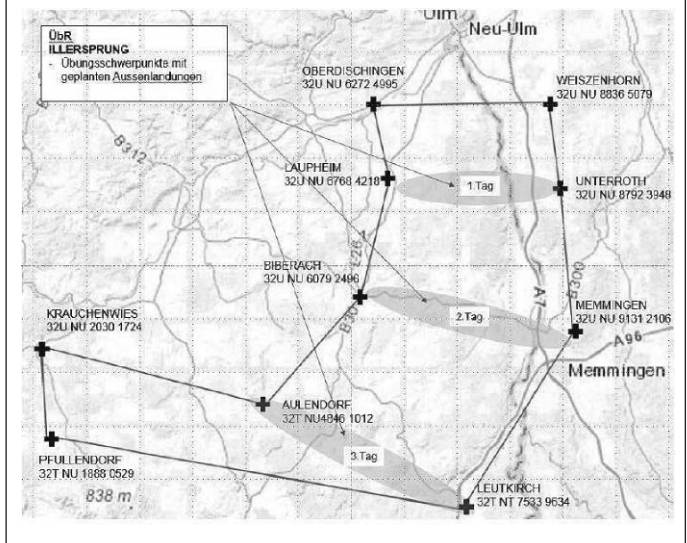 ÜbR
ILLERSPRUNG
- Übungsschwerpunkte mit
geplanten Aussenlandungen
Ulm
Neu-Ulm
OBERDISCHINGEN
32U NU 6272 4995
WEISZENHORN
32U NU 8836 5079
B312
LAUPHEIM
32U NU 6768 4218
1.Tag
UNTERROTH
32U NU 8792 3948
BIBERACH
32U NU 6079 2496
B30
A7
B300
2.Tag
KRAUCHENWIES
32U NU 2030 1724
MEMMINGEN
32U NU 9131 2106
A96
Memmingen
AULENDORF
32T NU4846 1012
3.Tag
PFULLENDORF
32T NU 1888 0529
838 m
LEUTKIRCH
32T NT 7533 9634